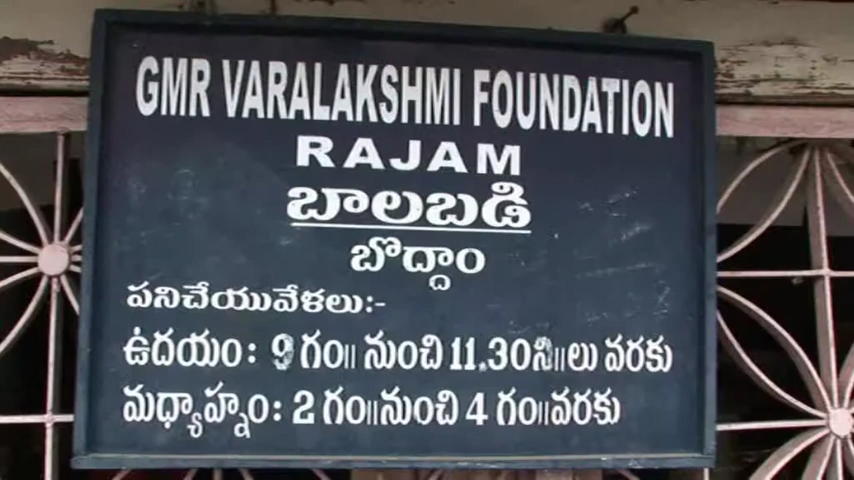 GMR VARALAKSHMI FOUNDATION
RAJAM
బాలబడి
బొద్దాం
పనిచేయువేళలు:-
ఉదయం: 9 గం॥ నుంచి 11.30ని॥లు వరకు
మధ్యాహ్నం: 2 గం॥నుంచి 4 గం॥వరకు